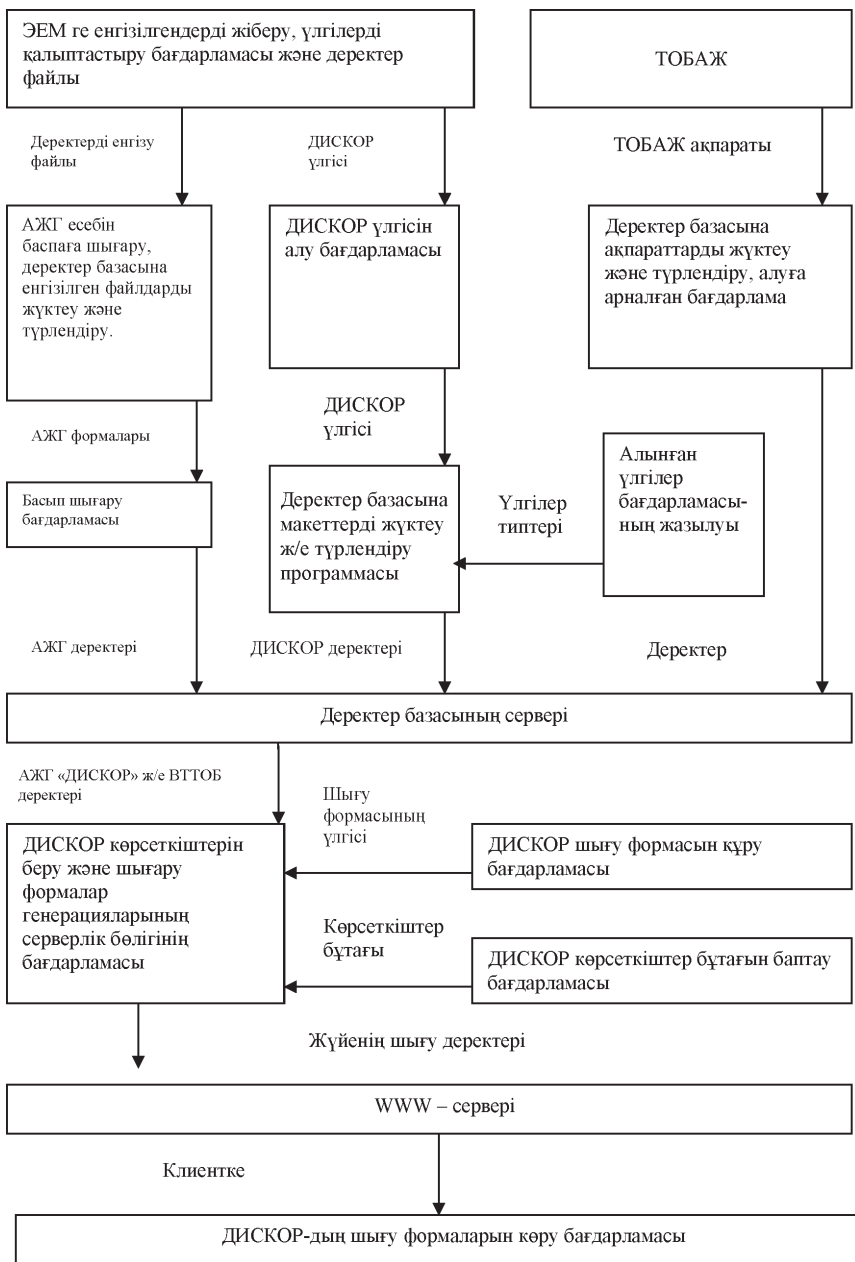 ЭЕМ ге енгізілгендерді жіберу, үлгілерді
қалыптастыру бағдарламасы және деректер
файлы
ТОБАЖ
Деректерді енгізу
файлы
ДИСКОР
үлгісі
ТОБАЖ ақпараты
АЖГ есебін
баспаға шығару,
деректер базасына
енгізілген файлдарды
жүктеу және
түрлендіру.
ДИСКОР үлгісін
алу бағдарламасы
Деректер базасына
ақпараттарды жүктеу
және түрлендіру, алуға
арналған бағдарлама
АЖГ формалары
ДИСКОР
үлгісі
Басып шығару
бағдарламасы
Деректер базасына
макеттерді жүктеу
ж/е түрлендіру
программасы
Үлгілер
типтері
Алынған
үлгілер
бағдарламасы-
ның жазылуы
АЖГ деректері
ДИСКОР деректері
Деректер
Деректер базасының сервері
АЖГ «ДИСКОР» ж/е ВТТОБ
деректері
Шығу
формасының
үлгісі
ДИСКОР көрсеткіштерін
беру және шығару
формалар
генерацияларының
серверлік бөлігінің
бағдарламасы
ДИСКОР шығу формасын құру
бағдарламасы
Көрсеткіштер
бұтағы
ДИСКОР көрсеткіштер бұтағын баптау
бағдарламасы
Жүйенің шығу деректері
WWW – сервері
Клиентке
ДИСКОР-дың шығу формаларын көру бағдарламасы